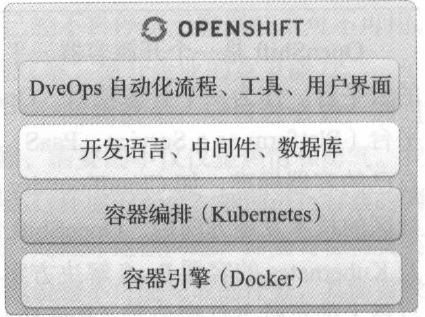 OPENSHIFT
DveOps 自动化流程、工具、用户界面
开发语言、中间件、数据库
容器编排（Kubernetes）
容器引擎（Docker）